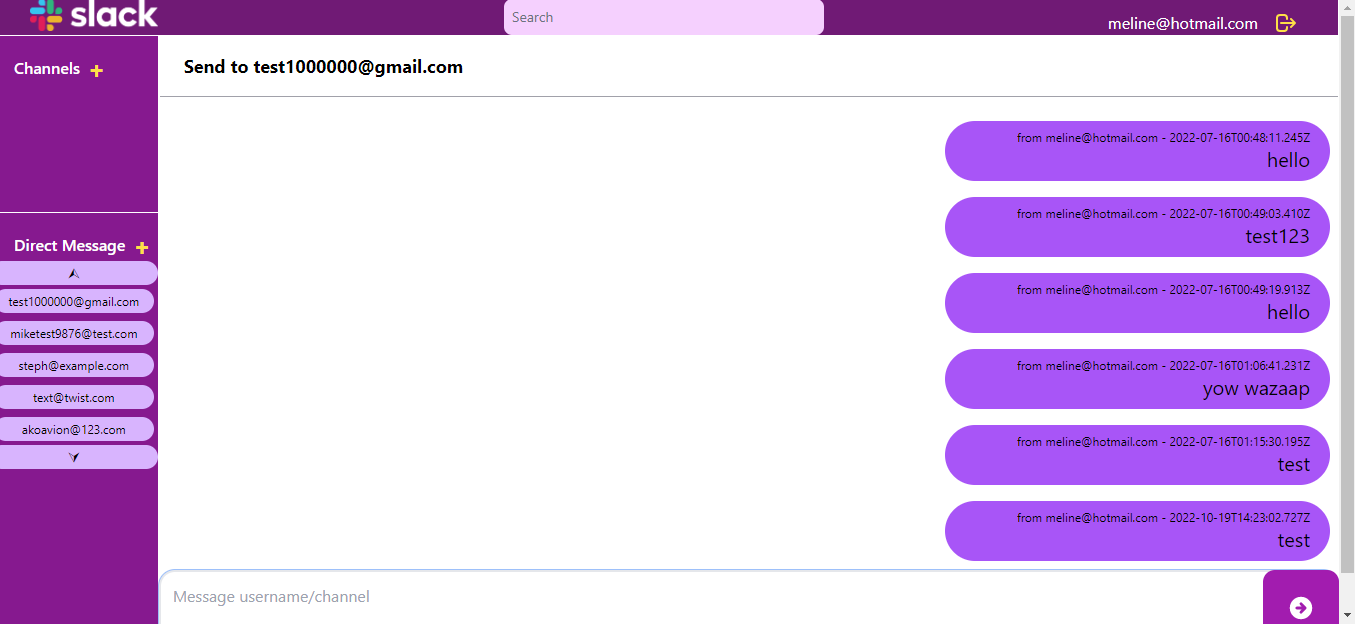 slack
Search
meline@hotmail.com
Channels
Send to test1000000@gmail.com
from meline@hotmail.com - 2022-07-16T00:48:11.245Z
hello
from meline@hotmail.com - 2022-07-16T00:49:03.410Z
test123
from meline@hotmail.com - 2022-07-16T00:49:19.913Z
hello
from meline@hotmail.com - 2022-07-16T01:06:41.231Z
yow wazaap
from meline@hotmail.com - 2022-07-16T01:15:30.195Z
test
from meline@hotmail.com - 2022-10-19T14:23:02.727Z
test
Direct Message
test1000000@gmail.com
miketest9876@test.com
steph@example.com
text@twist.com
akoavion@123.com
Message username/channel